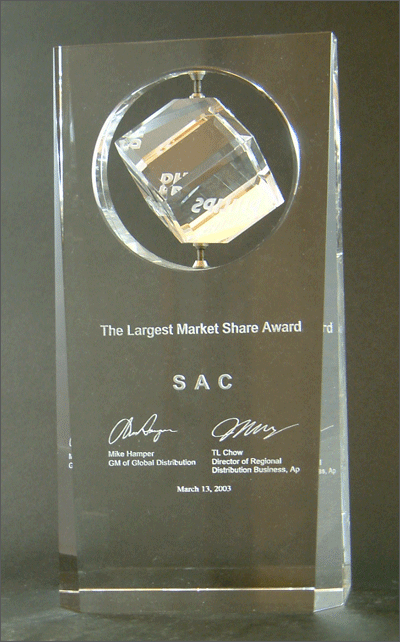 The Largest Market Share Award
SAC
Mike Hamper
GM of Global Distribution
TL Chow
Director of Regional
Distribution Business, Ap
March 13, 2003